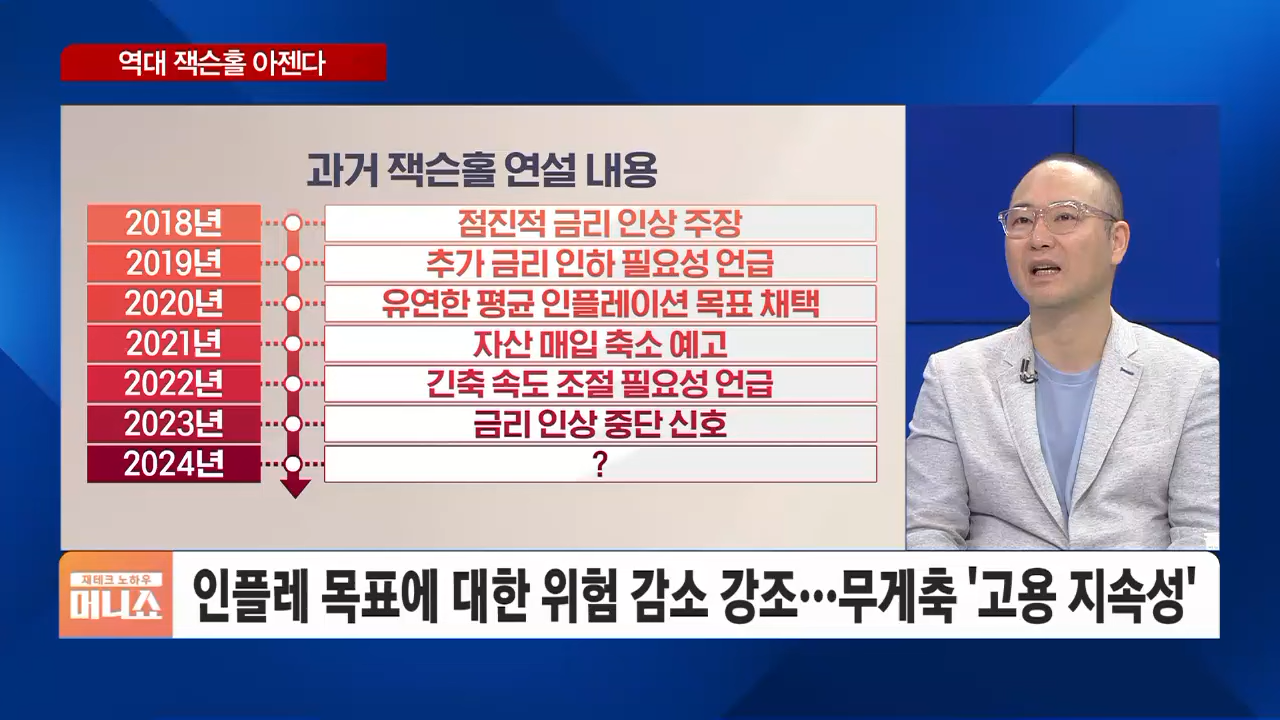 역대 잭슨홀 아젠다
과거 잭슨홀 연설 내용
2018년 점진적 금리 인상 주장
2019년 추가 금리 인하 필요성 언급
2020년 유연한 평균 인플레이션 목표 채택
2021년 자산 매입 축소 예고
2022년 긴축 속도 조절 필요성 언급
2023년 금리 인상 중단 신호
2024년 ?
재테크 노하우
머니쇼
인플레 목표에 대한 위험 감소 강조…무게축 '고용 지속성'